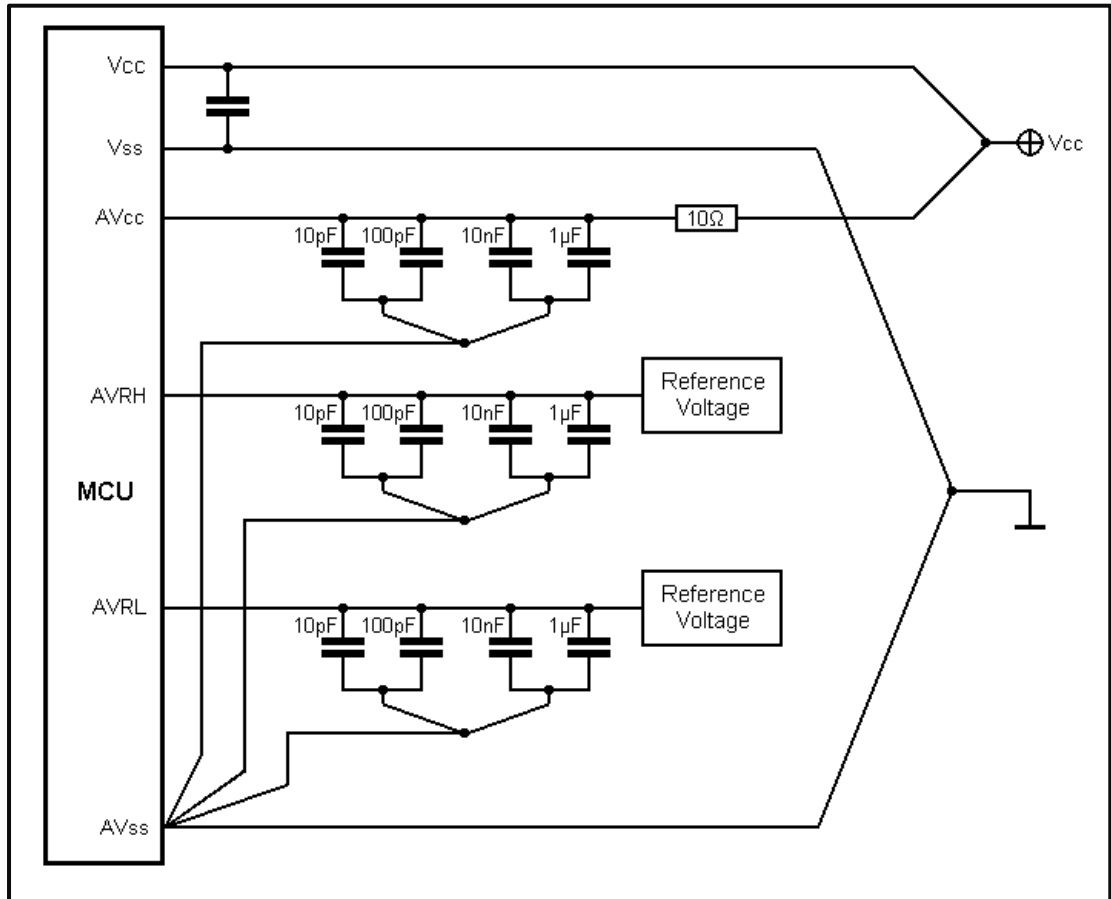 Vcc
Vss
Vcc
AVcc
10Ω
10pF 100pF 10nF 1µF
AVRH
Reference
Voltage
10pF 100pF 10nF 1µF
MCU
AVRL
Reference
Voltage
10pF 100pF 10nF 1µF
AVss